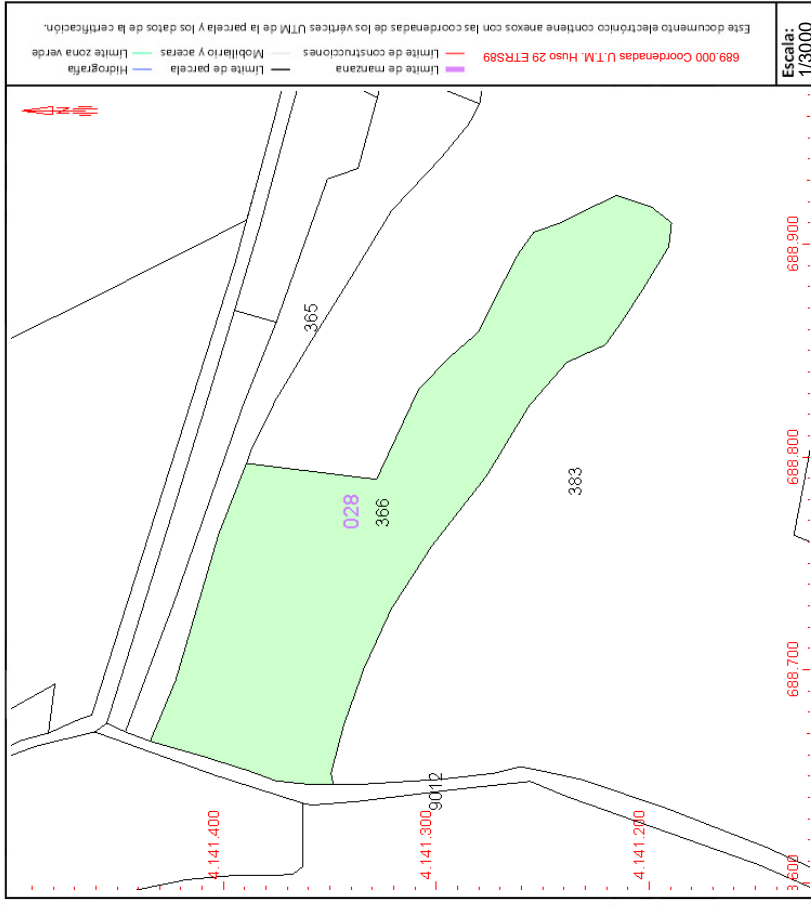 Escala:
1/3000
689.000 Coordenadas U.T.M. Huso 29 ETRS89
Límite de manzana
Límite de construcciones
Límite de parcela
Mobiliario y aceras
Hidrografía
Límite zona verde
Este documento electrónico contiene anexos con las coordenadas de los vértices UTM de la parcela y los datos de la certificación.
365
028
366
383
9012
4.141.400
4.141.300
4.141.200
688.900
688.800
688.700